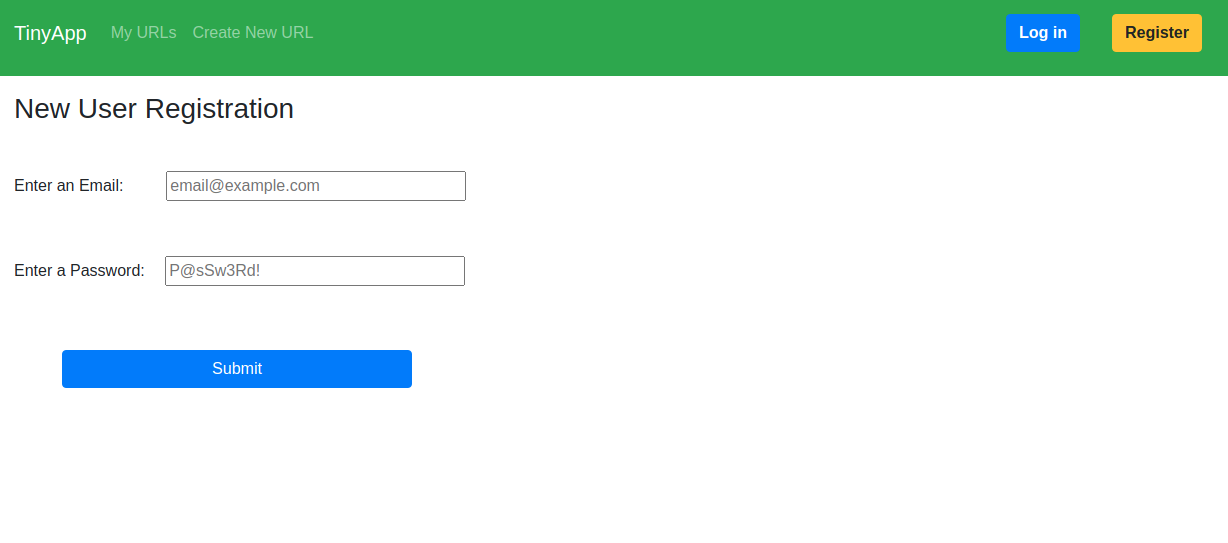 TinyApp My URLs Create New URL Log in Register
New User Registration
Enter an Email: email@example.com
Enter a Password: P@sSw3Rd!
Submit